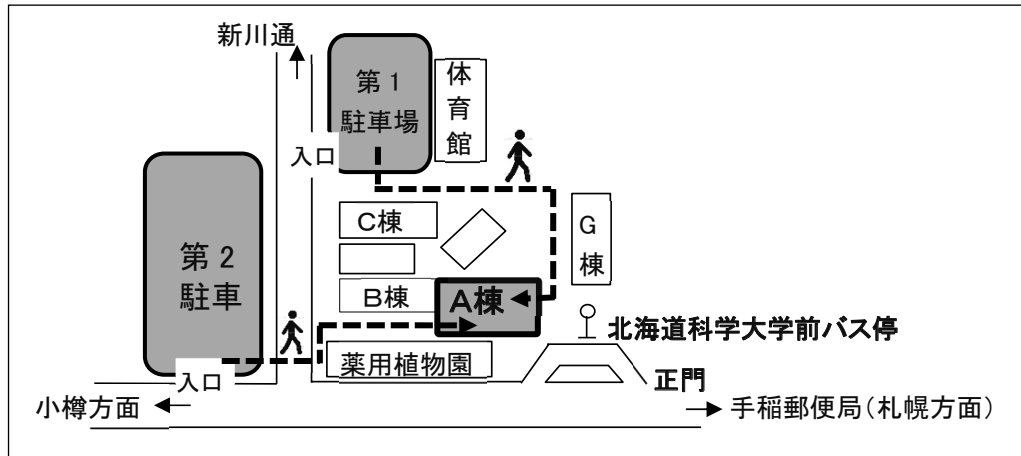 新川通
第1
駐車場
体育館
入口
C棟
G棟
第2
駐車
B棟
A棟
北海道科学大学前バス停
薬用植物園
入口
正門
小樽方面
手稲郵便局(札幌方面)